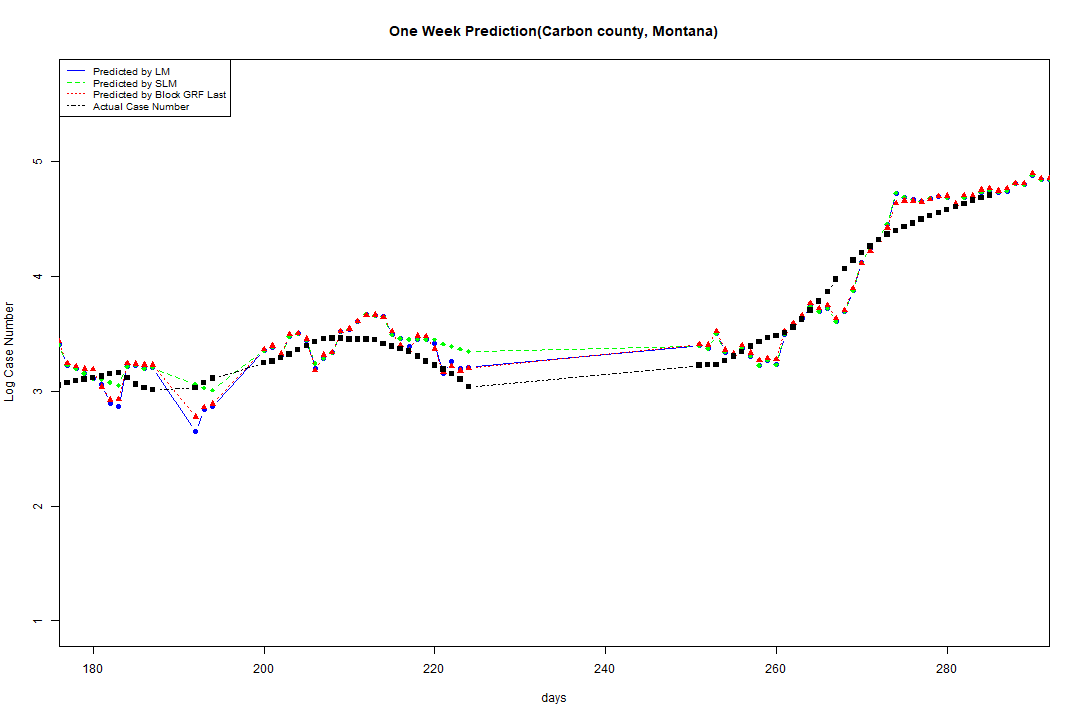 One Week Prediction(Carbon county, Montana)
Predicted by LM
Predicted by SLM
Predicted by Block GRF Last
Actual Case Number
Log Case Number
5
4
3
2
1
180 200 220 240 260 280
days